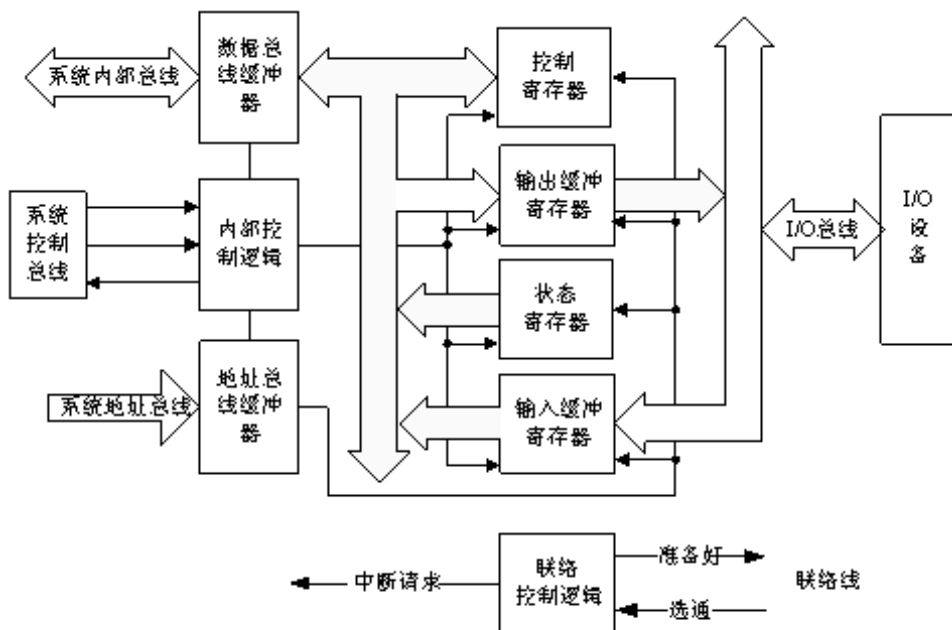 数据总
线缓冲
器
系统内部总线
控制
寄存器
系统
控制
总线
内部控
制逻辑
输出缓冲
寄存器
I/O总线
I/O
设
备
状态
寄存器
系统地址总线
地址总
线缓冲
器
输入缓冲
寄存器
中断请求
联络
控制逻辑
准备好
选通
联络线